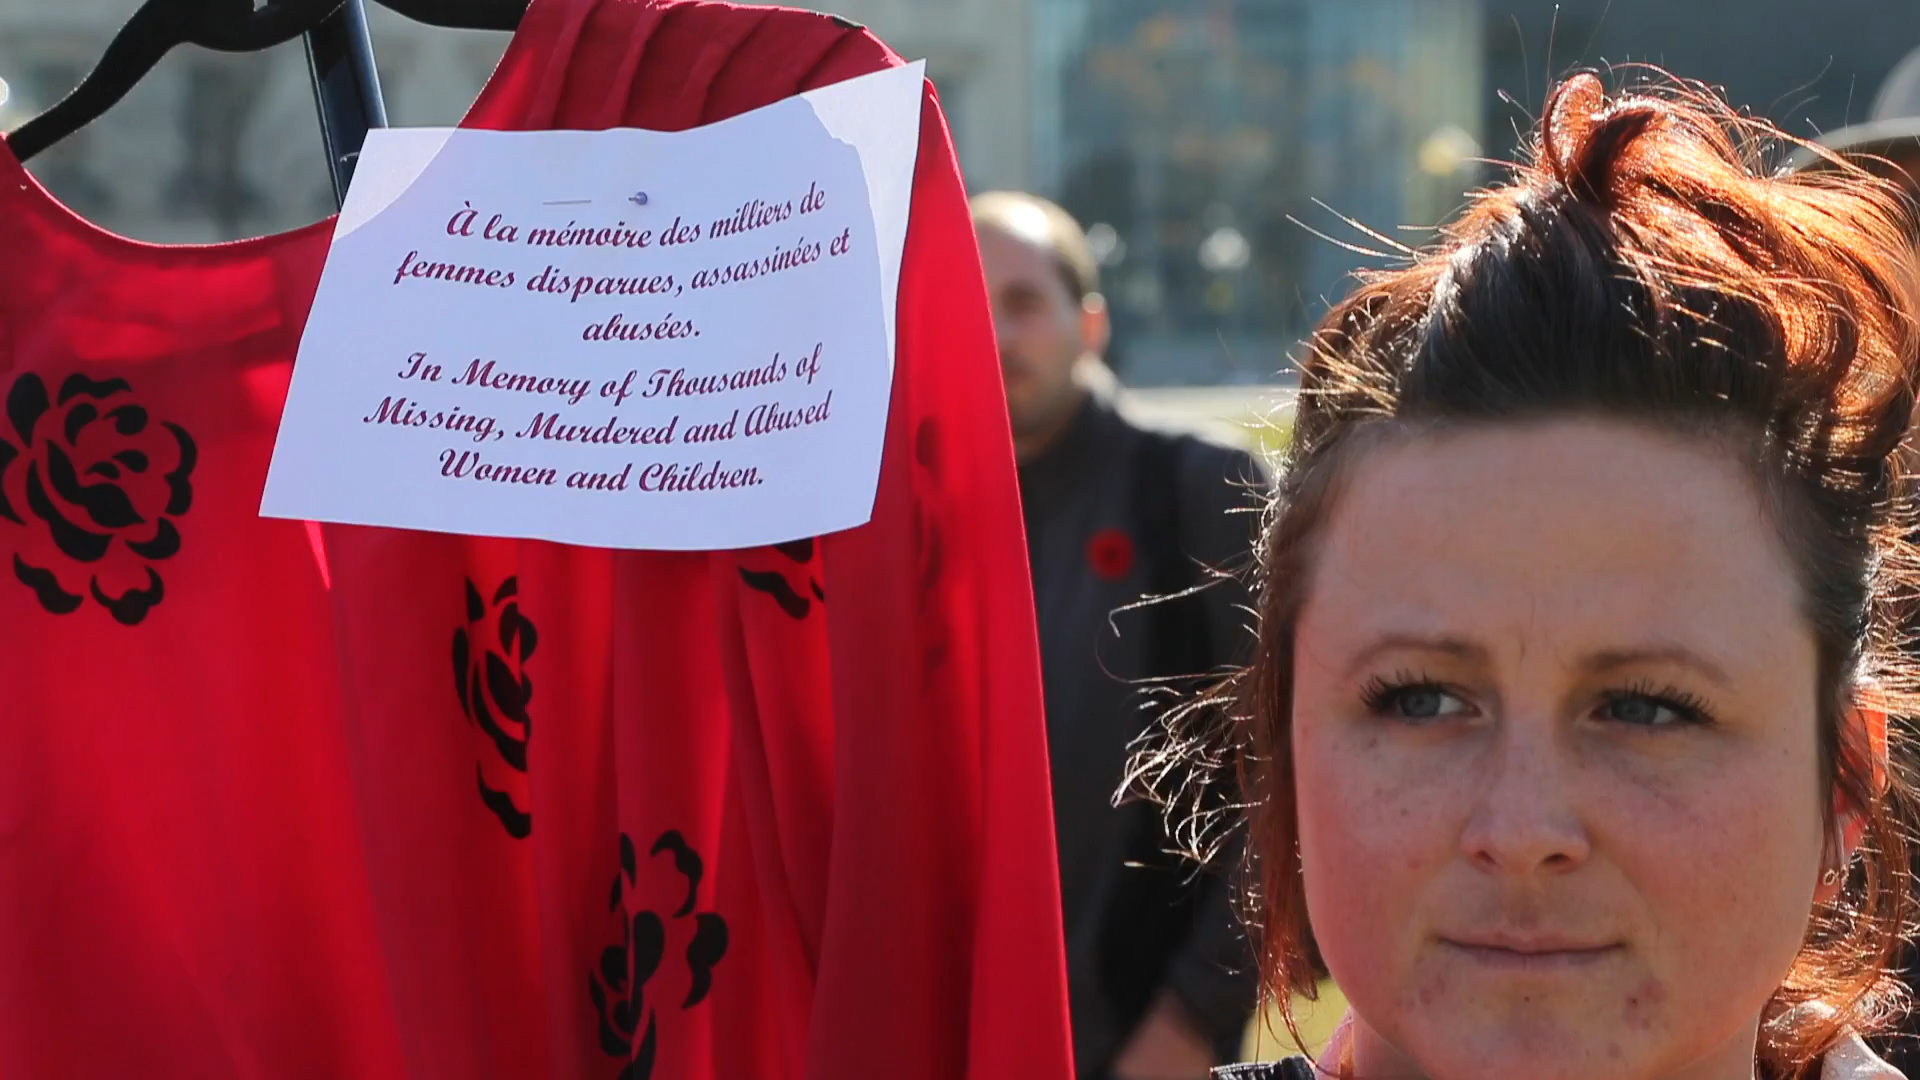 À la mémoire des milliers de
femmes disparues, assassinées et
abusées.
In Memory of Thousands of
Missing, Murdered and Abused
Women and Children.